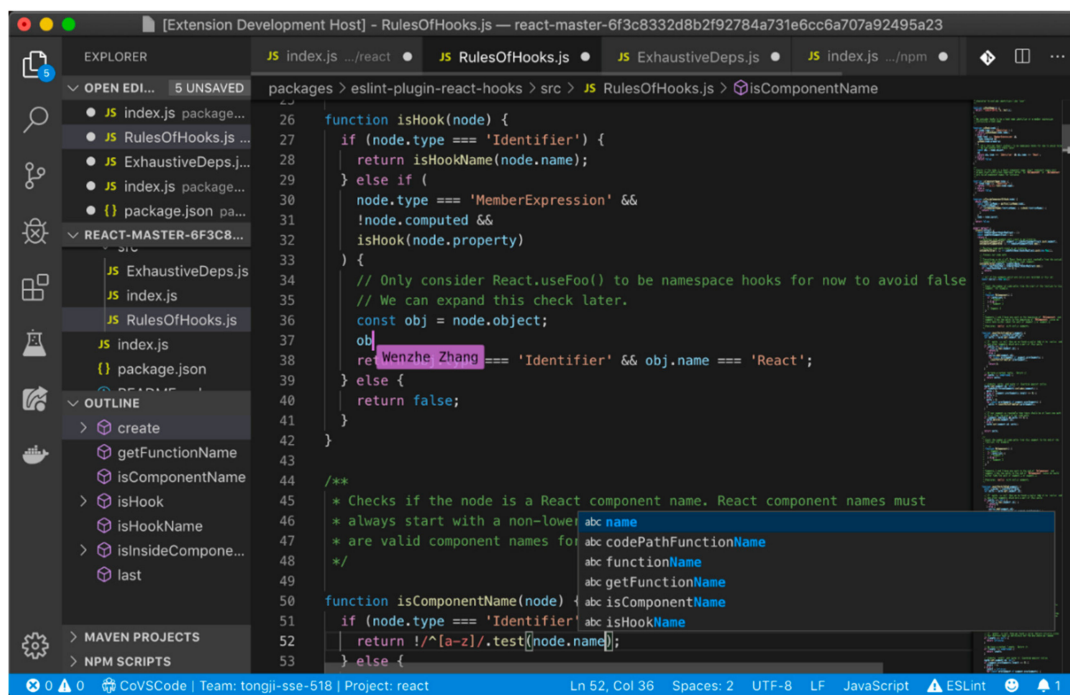 [Extension Development Host] - RulesOfHooks.js — react-master-6f3c8332d8b2f92784a731e6cc6a707a92495a23
EXPLORER
JS index.js .../react
JS RulesOfHooks.js
JS ExhaustiveDeps.js
JS index.js .../npm
...
5
OPEN EDI... 5 UNSAVED
JS index.js package...
JS RulesOfHooks.js ...
JS ExhaustiveDeps.j...
JS index.js package...
{} package.json pa...
REACT-MASTER-6F3C8...
src
JS ExhaustiveDeps.js
JS index.js
JS RulesOfHooks.js
JS index.js
{} package.json
OUTLINE
create
getFunctionName
isComponentName
isHook
isHookName
isInsideCompone...
last
MAVEN PROJECTS
NPM SCRIPTS
packages > eslint-plugin-react-hooks > src > JS RulesOfHooks.js > isComponentName
25
26 function isHook(node) {
27 if (node.type === 'Identifier') {
28 return isHookName(node.name);
29 } else if (
30 node.type === 'MemberExpression' &&
31 !node.computed &&
32 isHook(node.property)
33 ) {
34 // Only consider React.useFoo() to be namespace hooks for now to avoid false
35 // We can expand this check later.
36 const obj = node.object;
37 ob
Wenzhe Zhang
38 === 'Identifier' && obj.name === 'React';
39 } else {
40 return false;
41 }
42 }
43
44 /**
45 * Checks if the node is a React component name. React component names must
46 * always start with a non-lower
47 * are valid component names for
48 */
49
50 function isComponentName(node) {
51 if (node.type === 'Identifier'
52 return !/^[a-z]/.test(node.name);
53 } else {
abc name
abc codePathFunctionName
abc functionName
abc getFunctionName
abc isComponentName
abc isHookName
0 0 CoVSCode | Team: tongji-sse-518 | Project: react
Ln 52, Col 36 Spaces: 2 UTF-8 LF JavaScript ESLint 1